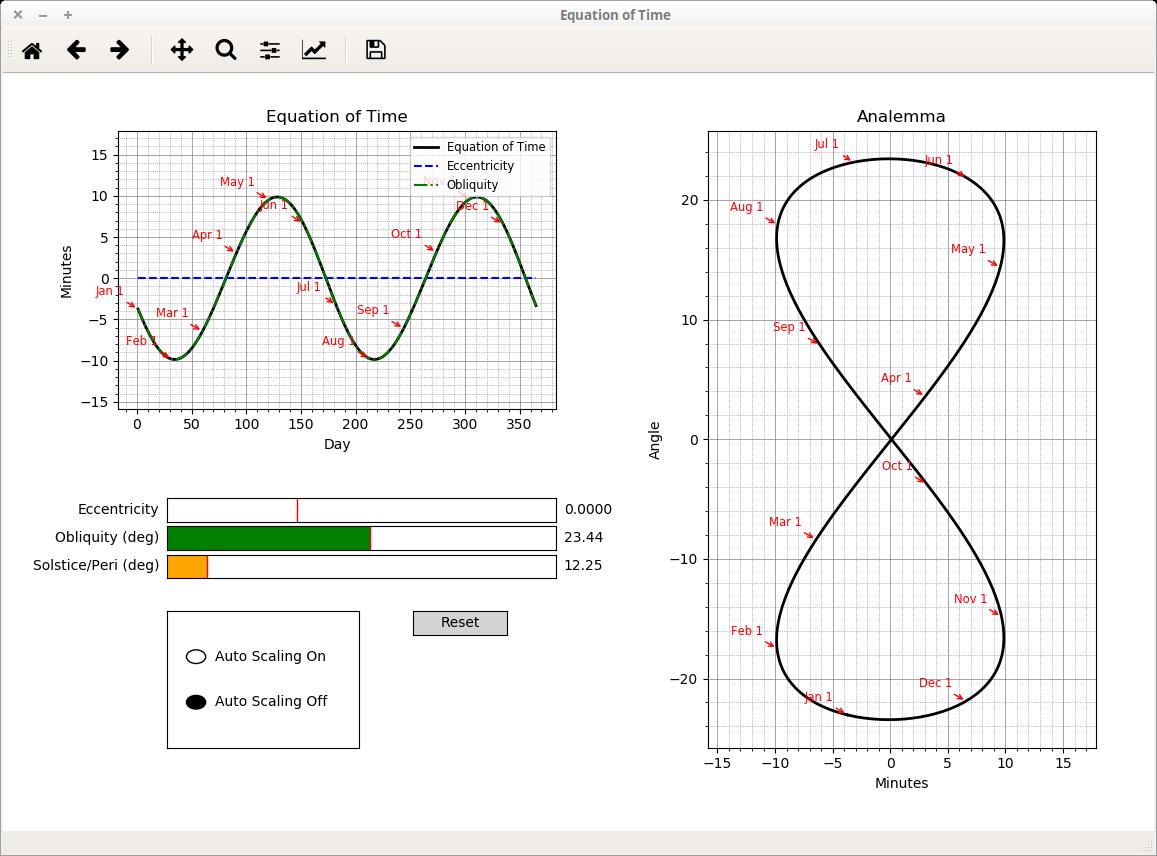 Equation of Time
Equation of Time
Minutes
15
10
5
0
−5
−10
−15
0 50 100 150 200 250 300 350
Day
Equation of Time
Eccentricity
Obliquity
Jan 1
Feb 1
Mar 1
Apr 1
May 1
Jun 1
Jul 1
Aug 1
Sep 1
Oct 1
Nov 1
Dec 1
Eccentricity 0.0000
Obliquity (deg) 23.44
Solstice/Peri (deg) 12.25
Auto Scaling On
Auto Scaling Off
Reset
Analemma
Angle
20
10
0
−10
−20
−15 −10 −5 0 5 10 15
Minutes
Jul 1
Jun 1
Aug 1
May 1
Sep 1
Apr 1
Oct 1
Mar 1
Nov 1
Feb 1
Dec 1
Jan 1